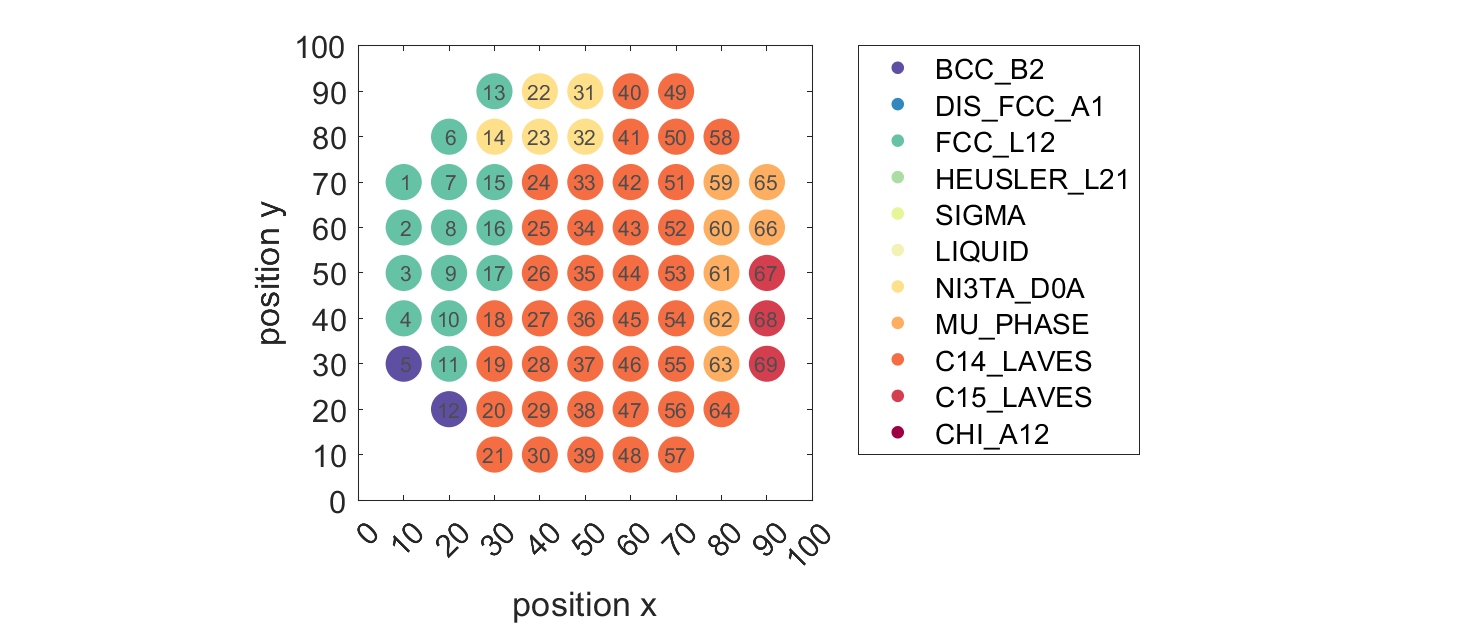 100
90
80
70
60
50
40
30
20
10
0
position y
13 22 31 40 49
6 14 23 32 41 50 58
1 7 15 24 33 42 51 59 65
2 8 16 25 34 43 52 60 66
3 9 17 26 35 44 53 61 67
4 10 18 27 36 45 54 62 68
5 11 19 28 37 46 55 63 69
12 20 29 38 47 56 64
21 30 39 48 57
0 10 20 30 40 50 60 70 80 90 100
position x
BCC_B2
DIS_FCC_A1
FCC_L12
HEUSLER_L21
SIGMA
LIQUID
NI3TA_D0A
MU_PHASE
C14_LAVES
C15_LAVES
CHI_A12